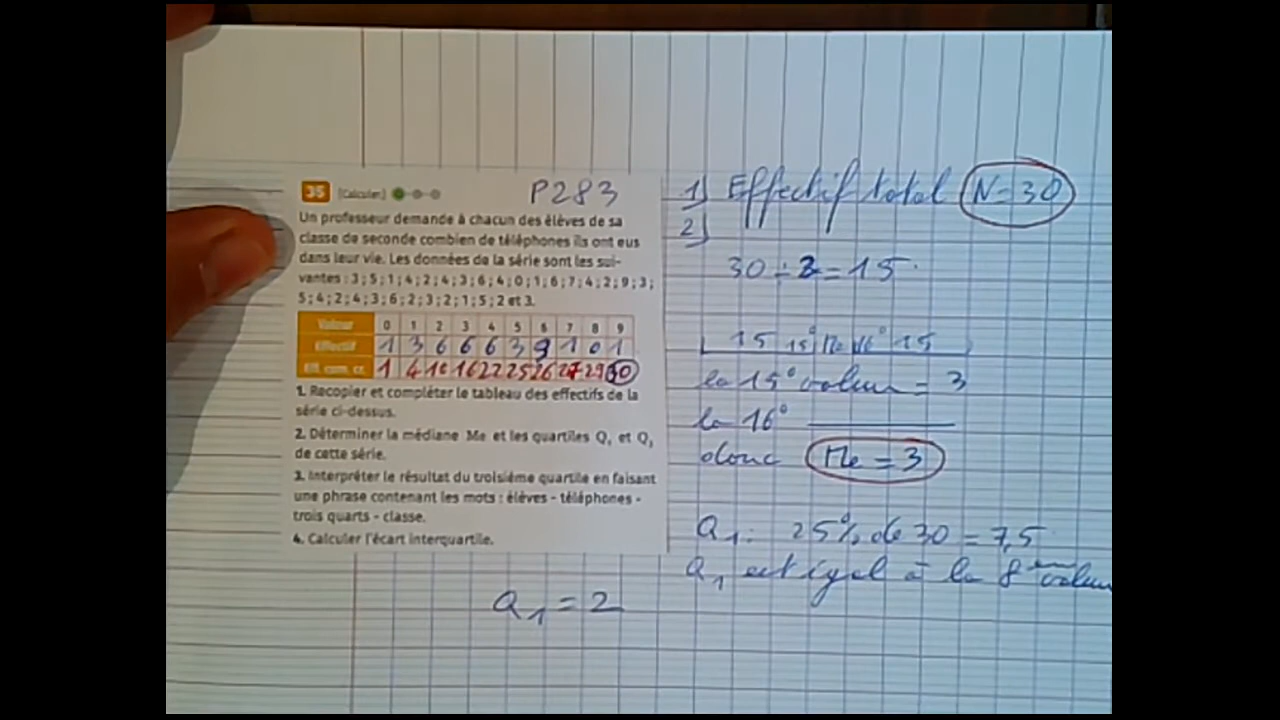 35 [Calculer.] P283
Un professeur demande à chacun des élèves de sa
classe de seconde combien de téléphones ils ont eus
dans leur vie. Les données de la série sont les sui-
vantes : 3 ; 5 ; 1 ; 4 ; 2 ; 4 ; 3 ; 6 ; 4 ; 0 ; 1 ; 6 ; 7 ; 4 ; 2 ; 9 ; 3 ;
5 ; 4 ; 2 ; 4 ; 3 ; 6 ; 2 ; 3 ; 2 ; 1 ; 5 ; 2 et 3.
Valeur 0 1 2 3 4 5 6 7 8 9
Effectif 1 3 6 6 6 3 1 0 1
Eff. cum. cr. 1 4 10 16 22 25 26 27 29 30
1. Recopier et compléter le tableau des effectifs de la
série ci-dessus.
2. Déterminer la médiane Me et les quartiles Q₁ et Q₃
de cette série.
3. Interpréter le résultat du troisième quartile en faisant
une phrase contenant les mots : élèves - téléphones -
trois quarts - classe.
4. Calculer l'écart interquartile.
1) Effectif total N=30
2)
30 ÷ 2 = 15
15 15° Me 16° 15
la 15° valeur = 3
la 16°
donc Me = 3
Q₁: 25% de 30 = 7,5
Q₁ est égal à la 8 valeur
Q₁ = 2